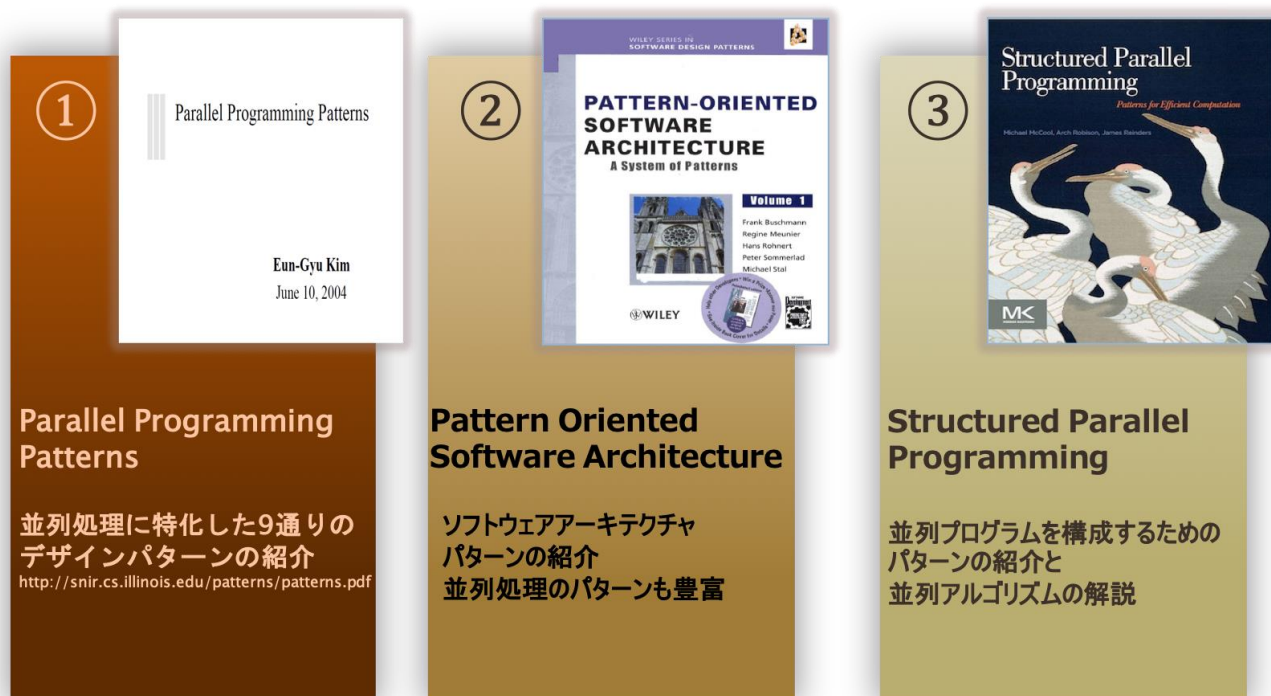 ①
Parallel Programming Patterns
Eun-Gyu Kim
June 10, 2004
Parallel Programming
Patterns
並列処理に特化した9通りの
デザインパターンの紹介
http://snir.cs.illinois.edu/patterns/patterns.pdf
②
WILEY SERIES IN
SOFTWARE DESIGN PATTERNS
PATTERN-ORIENTED
SOFTWARE
ARCHITECTURE
A System of Patterns
Volume 1
Frank Buschmann
Regine Meunier
Hans Rohnert
Peter Sommerlad
Michael Stal
WILEY
Pattern Oriented
Software Architecture
ソフトウェアアーキテクチャ
パターンの紹介
並列処理のパターンも豊富
③
Structured Parallel
Programming
Patterns for Efficient Computation
Michael McCool, Arch Robison, James Reinders
MK
Structured Parallel
Programming
並列プログラムを構成するための
パターンの紹介と
並列アルゴリズムの解説